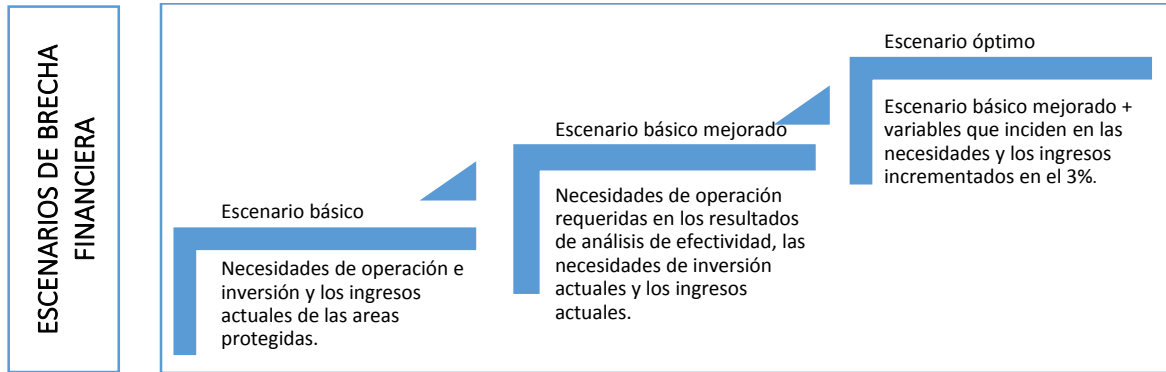 ESCENARIOS DE BRECHA
FINANCIERA
Escenario básico
Necesidades de operación e
inversión y los ingresos
actuales de las areas
protegidas.
Escenario básico mejorado
Necesidades de operación
requeridas en los resultados
de análisis de efectividad, las
necesidades de inversión
actuales y los ingresos
actuales.
Escenario óptimo
Escenario básico mejorado +
variables que inciden en las
necesidades y los ingresos
incrementados en el 3%.